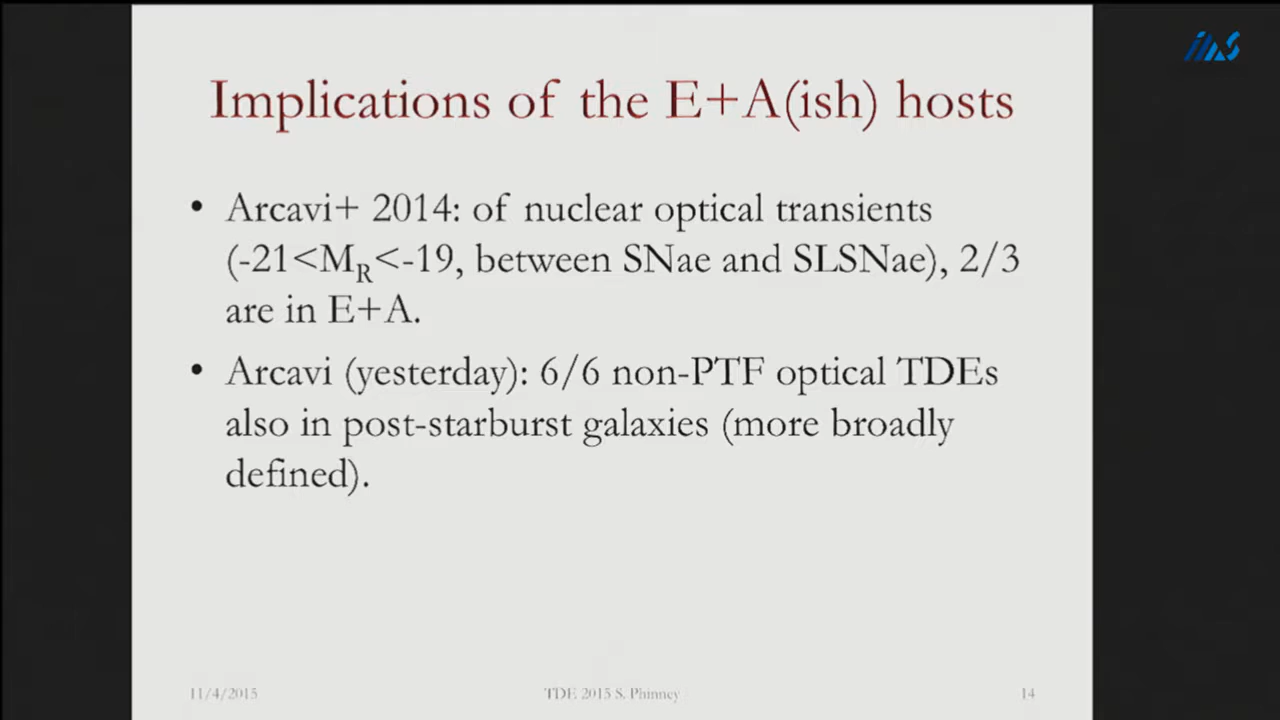 IIAS
Implications of the E+A(ish) hosts
• Arcavi+ 2014: of nuclear optical transients
(-21<MR<-19, between SNae and SLSNae), 2/3
are in E+A.
• Arcavi (yesterday): 6/6 non-PTF optical TDEs
also in post-starburst galaxies (more broadly
defined).
11/4/2015
TDE 2015 S. Phinney
14